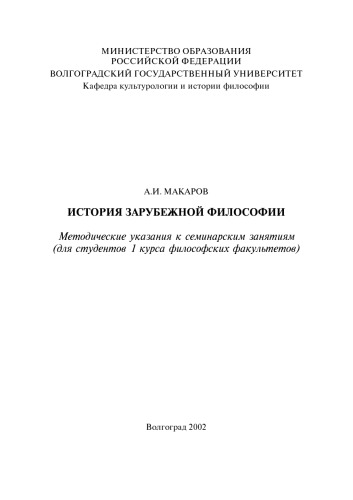 МИНИСТЕРСТВО ОБРАЗОВАНИЯ
РОССИЙСКОЙ ФЕДЕРАЦИИ
ВОЛГОГРАДСКИЙ ГОСУДАРСТВЕННЫЙ УНИВЕРСИТЕТ
Кафедра культурологии и истории философии
А.И. МАКАРОВ
ИСТОРИЯ ЗАРУБЕЖНОЙ ФИЛОСОФИИ
Методические указания к семинарским занятиям
(для студентов 1 курса философских факультетов)
Волгоград 2002